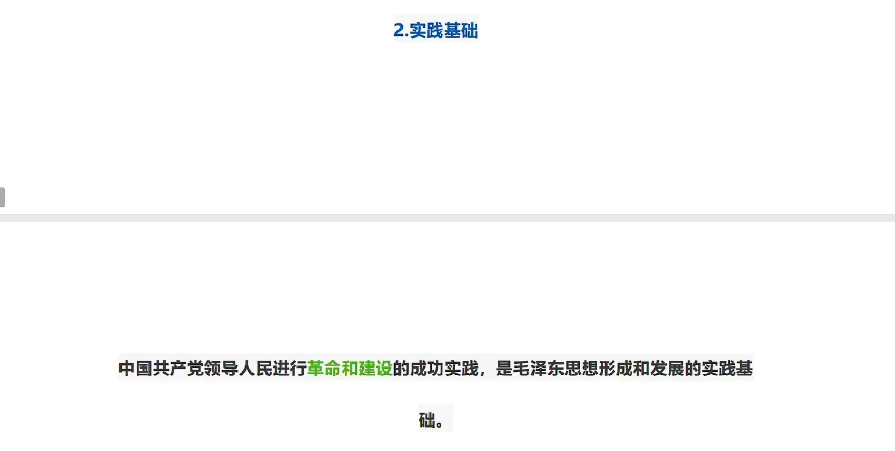 2.实践基础
中国共产党领导人民进行革命和建设的成功实践，是毛泽东思想形成和发展的实践基
础。